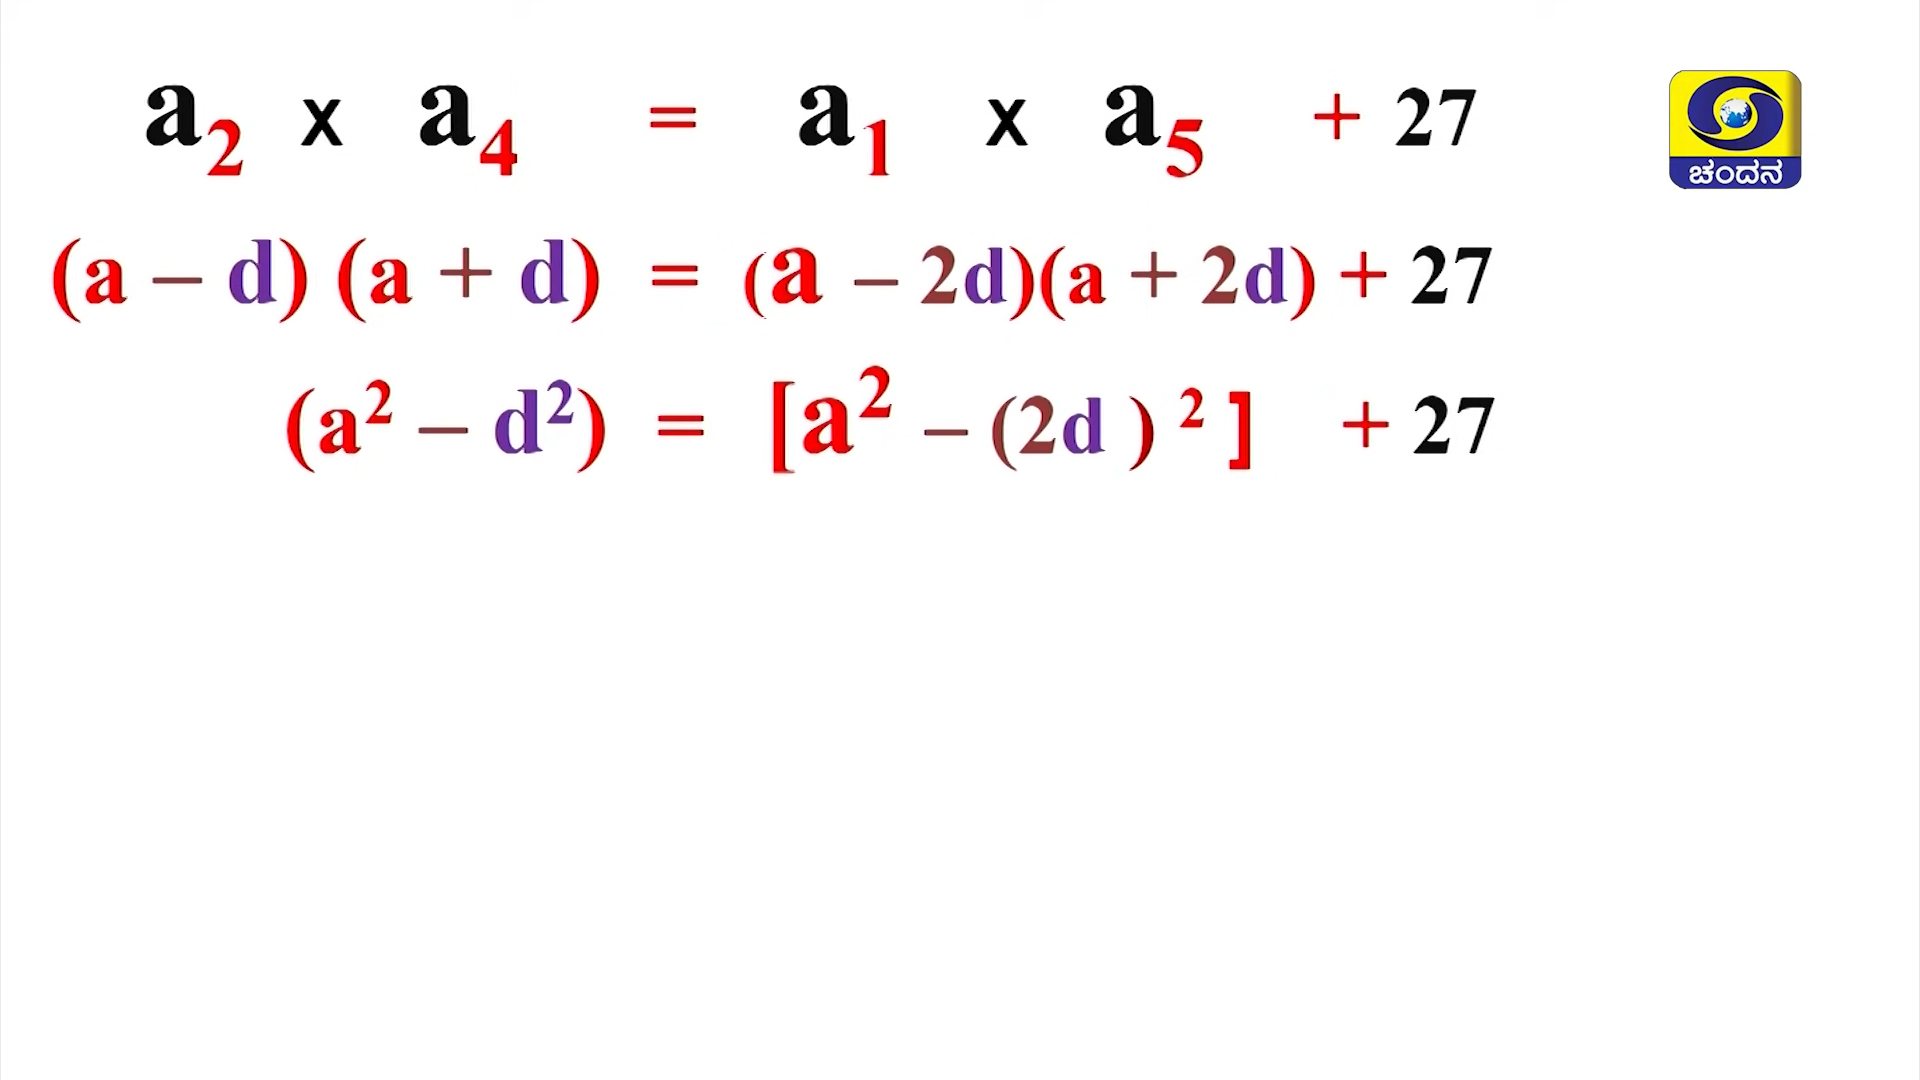 a₂ x a₄ = a₁ x a₅ + 27
ಚಂದನ
(a – d) (a + d) = (a – 2d)(a + 2d) + 27
(a² – d²) = [a² – (2d ) ² ] + 27